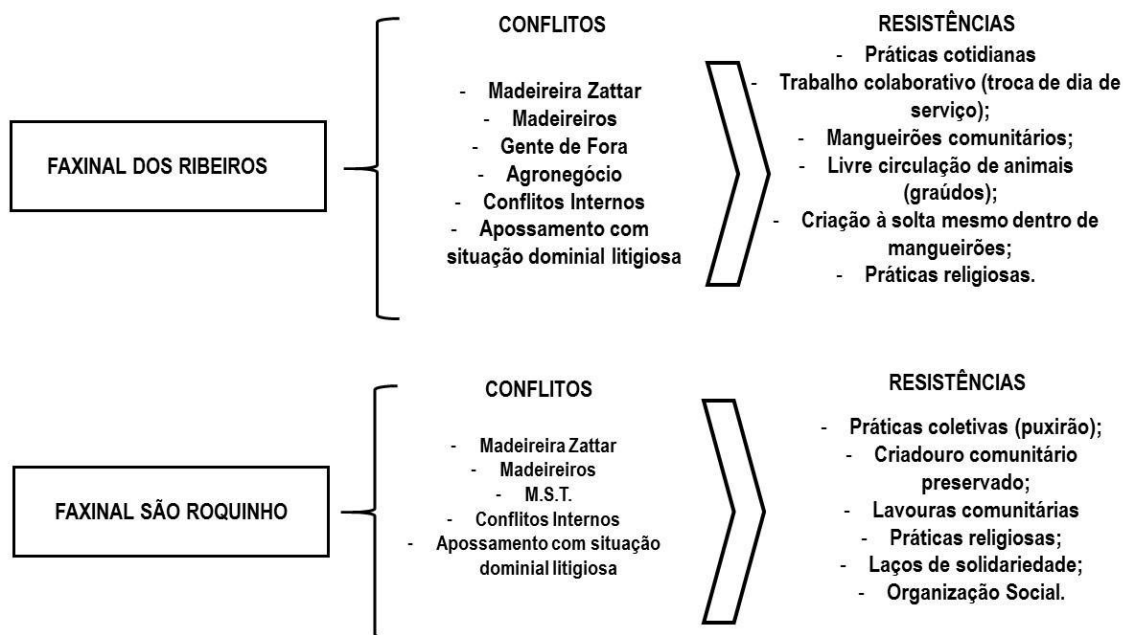 CONFLITOS
- Madeireira Zattar
- Madeireiros
- Gente de Fora
- Agronegócio
- Conflitos Internos
- Apossamento com
situação dominial litigiosa
RESISTÊNCIAS
- Práticas cotidianas
- Trabalho colaborativo (troca de dia de
serviço);
- Mangueirões comunitários;
- Livre circulação de animais
(graúdos);
- Criação à solta mesmo dentro de
mangueirões;
- Práticas religiosas.
FAXINAL DOS RIBEIROS
CONFLITOS
- Madeireira Zattar
- Madeireiros
- M.S.T.
- Conflitos Internos
- Apossamento com situação
dominial litigiosa
RESISTÊNCIAS
- Práticas coletivas (puxirão);
- Criadouro comunitário
preservado;
- Lavouras comunitárias
- Práticas religiosas;
- Laços de solidariedade;
- Organização Social.
FAXINAL SÃO ROQUINHO